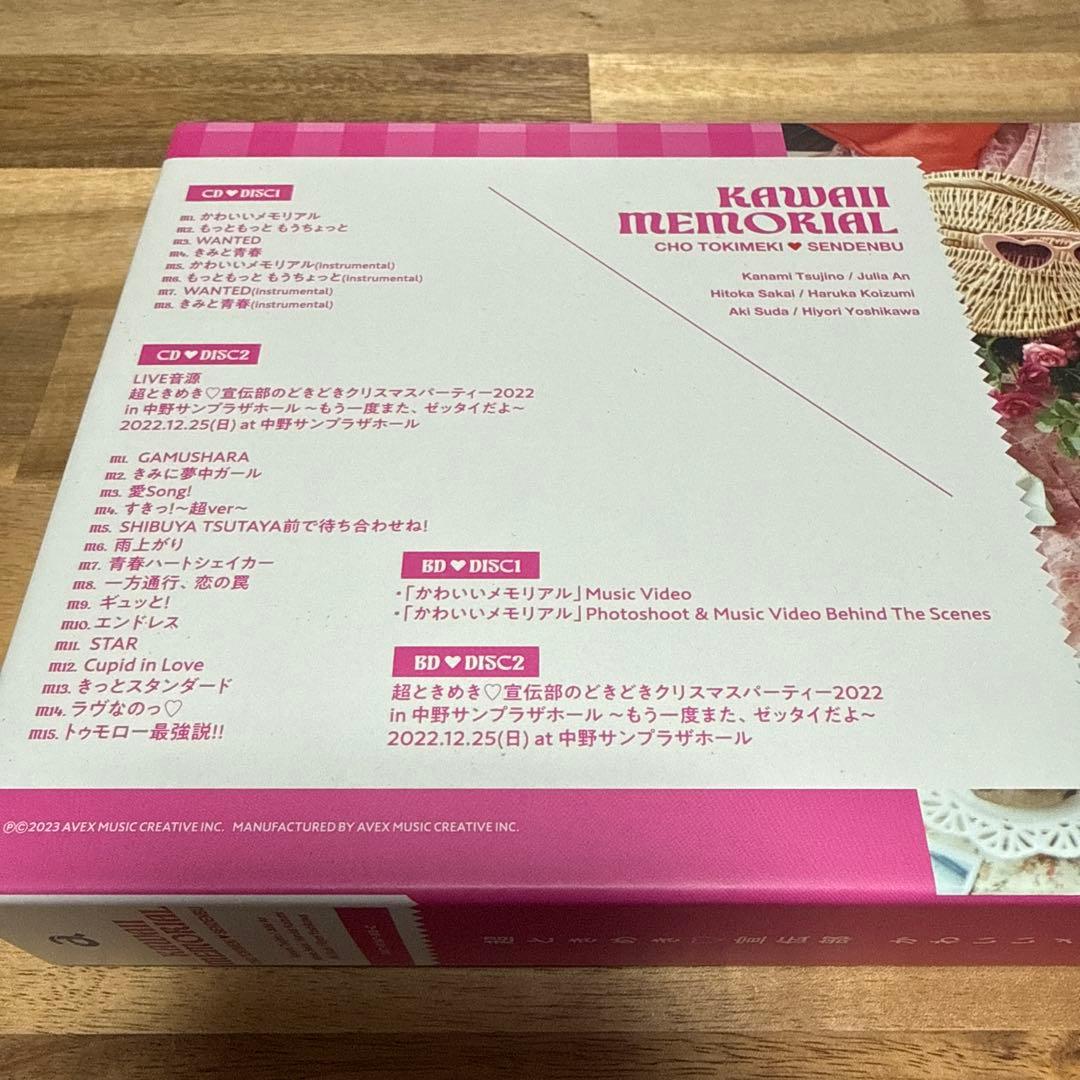 CD♥DISC1
m1. かわいいメモリアル
m2. もっともっと もうちょっと
m3. WANTED
m4. きみと青春
m5. かわいいメモリアル(instrumental)
m6. もっともっと もうちょっと(instrumental)
m7. WANTED(instrumental)
m8. きみと青春(instrumental)
KAWAII
MEMORIAL
CHO TOKIMEKI ♥ SENDENBU
Kanami Tsujino / Julia An
Hitoka Sakai / Haruka Koizumi
Aki Suda / Hiyori Yoshikawa
CD♥DISC2
LIVE音源
超ときめき♡宣伝部のどきどきクリスマスパーティー2022
in 中野サンプラザホール ～もう一度また、ゼッタイだよ～
2022.12.25(日) at 中野サンプラザホール
m1. GAMUSHARA
m2. きみに夢中ガール
m3. 愛Song!
m4. すきっ!～超ver～
m5. SHIBUYA TSUTAYA前で待ち合わせね!
m6. 雨上がり
m7. 青春ハートシェイカー
m8. 一方通行、恋の罠
m9. ギュッと!
m10. エンドレス
m11. STAR
m12. Cupid in Love
m13. きっとスタンダード
m14. ラヴなのっ♡
m15. トゥモロー最強説!!
BD♥DISC1
・「かわいいメモリアル」Music Video
・「かわいいメモリアル」Photoshoot & Music Video Behind The Scenes
BD♥DISC2
超ときめき♡宣伝部のどきどきクリスマスパーティー2022
in 中野サンプラザホール ～もう一度また、ゼッタイだよ～
2022.12.25(日) at 中野サンプラザホール
℗©2023 AVEX MUSIC CREATIVE INC. MANUFACTURED BY AVEX MUSIC CREATIVE INC.
KAWAII
MEMORIAL
超ときめき♡宣伝部 かわいいメ